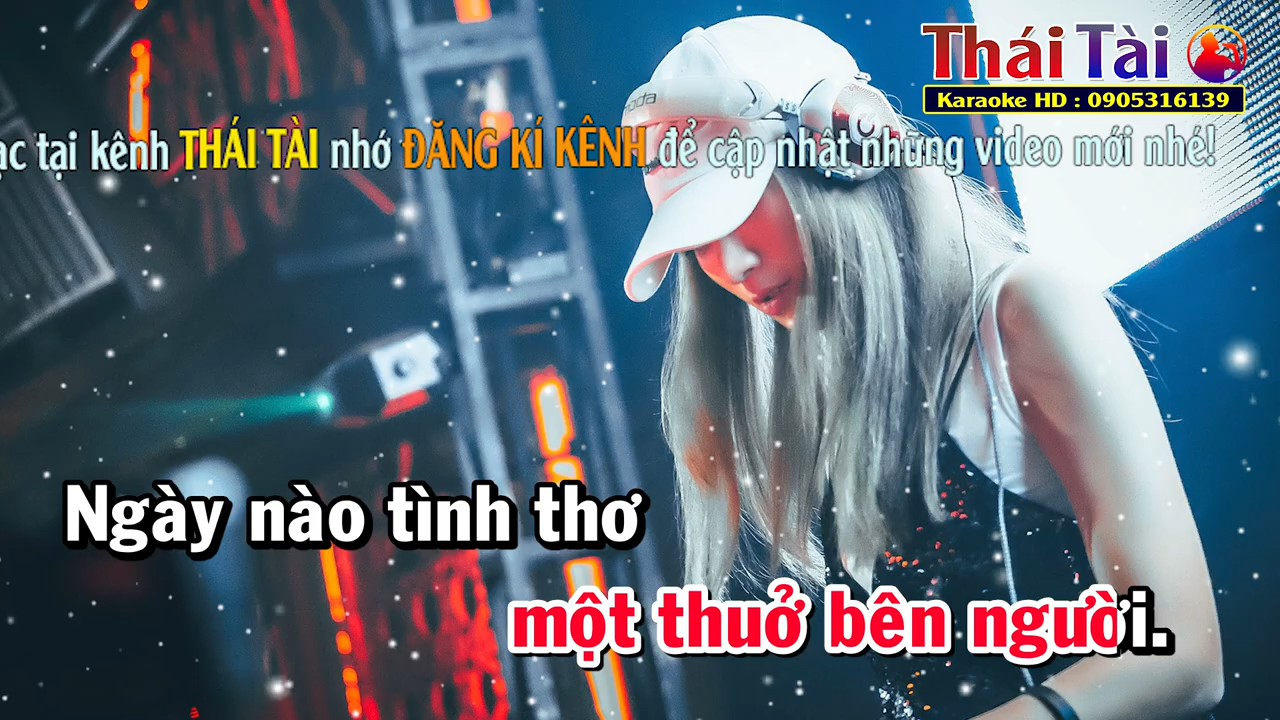 Thái Tài
Karaoke HD : 0905316139
tại kênh THÁI TÀI nhớ ĐĂNG KÍ KÊNH để cập nhật những video mới nhé!
Ngày nào tình thơ
một thuở bên người.